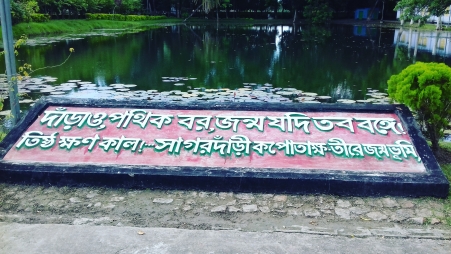 দাঁড়াও পথিক বর, জন্ম যদি তব বঙ্গে!
তিষ্ঠ ক্ষণ কাল!... সাগরদাঁড়ী কপোতাক্ষ-তীরে জন্মভূমি,